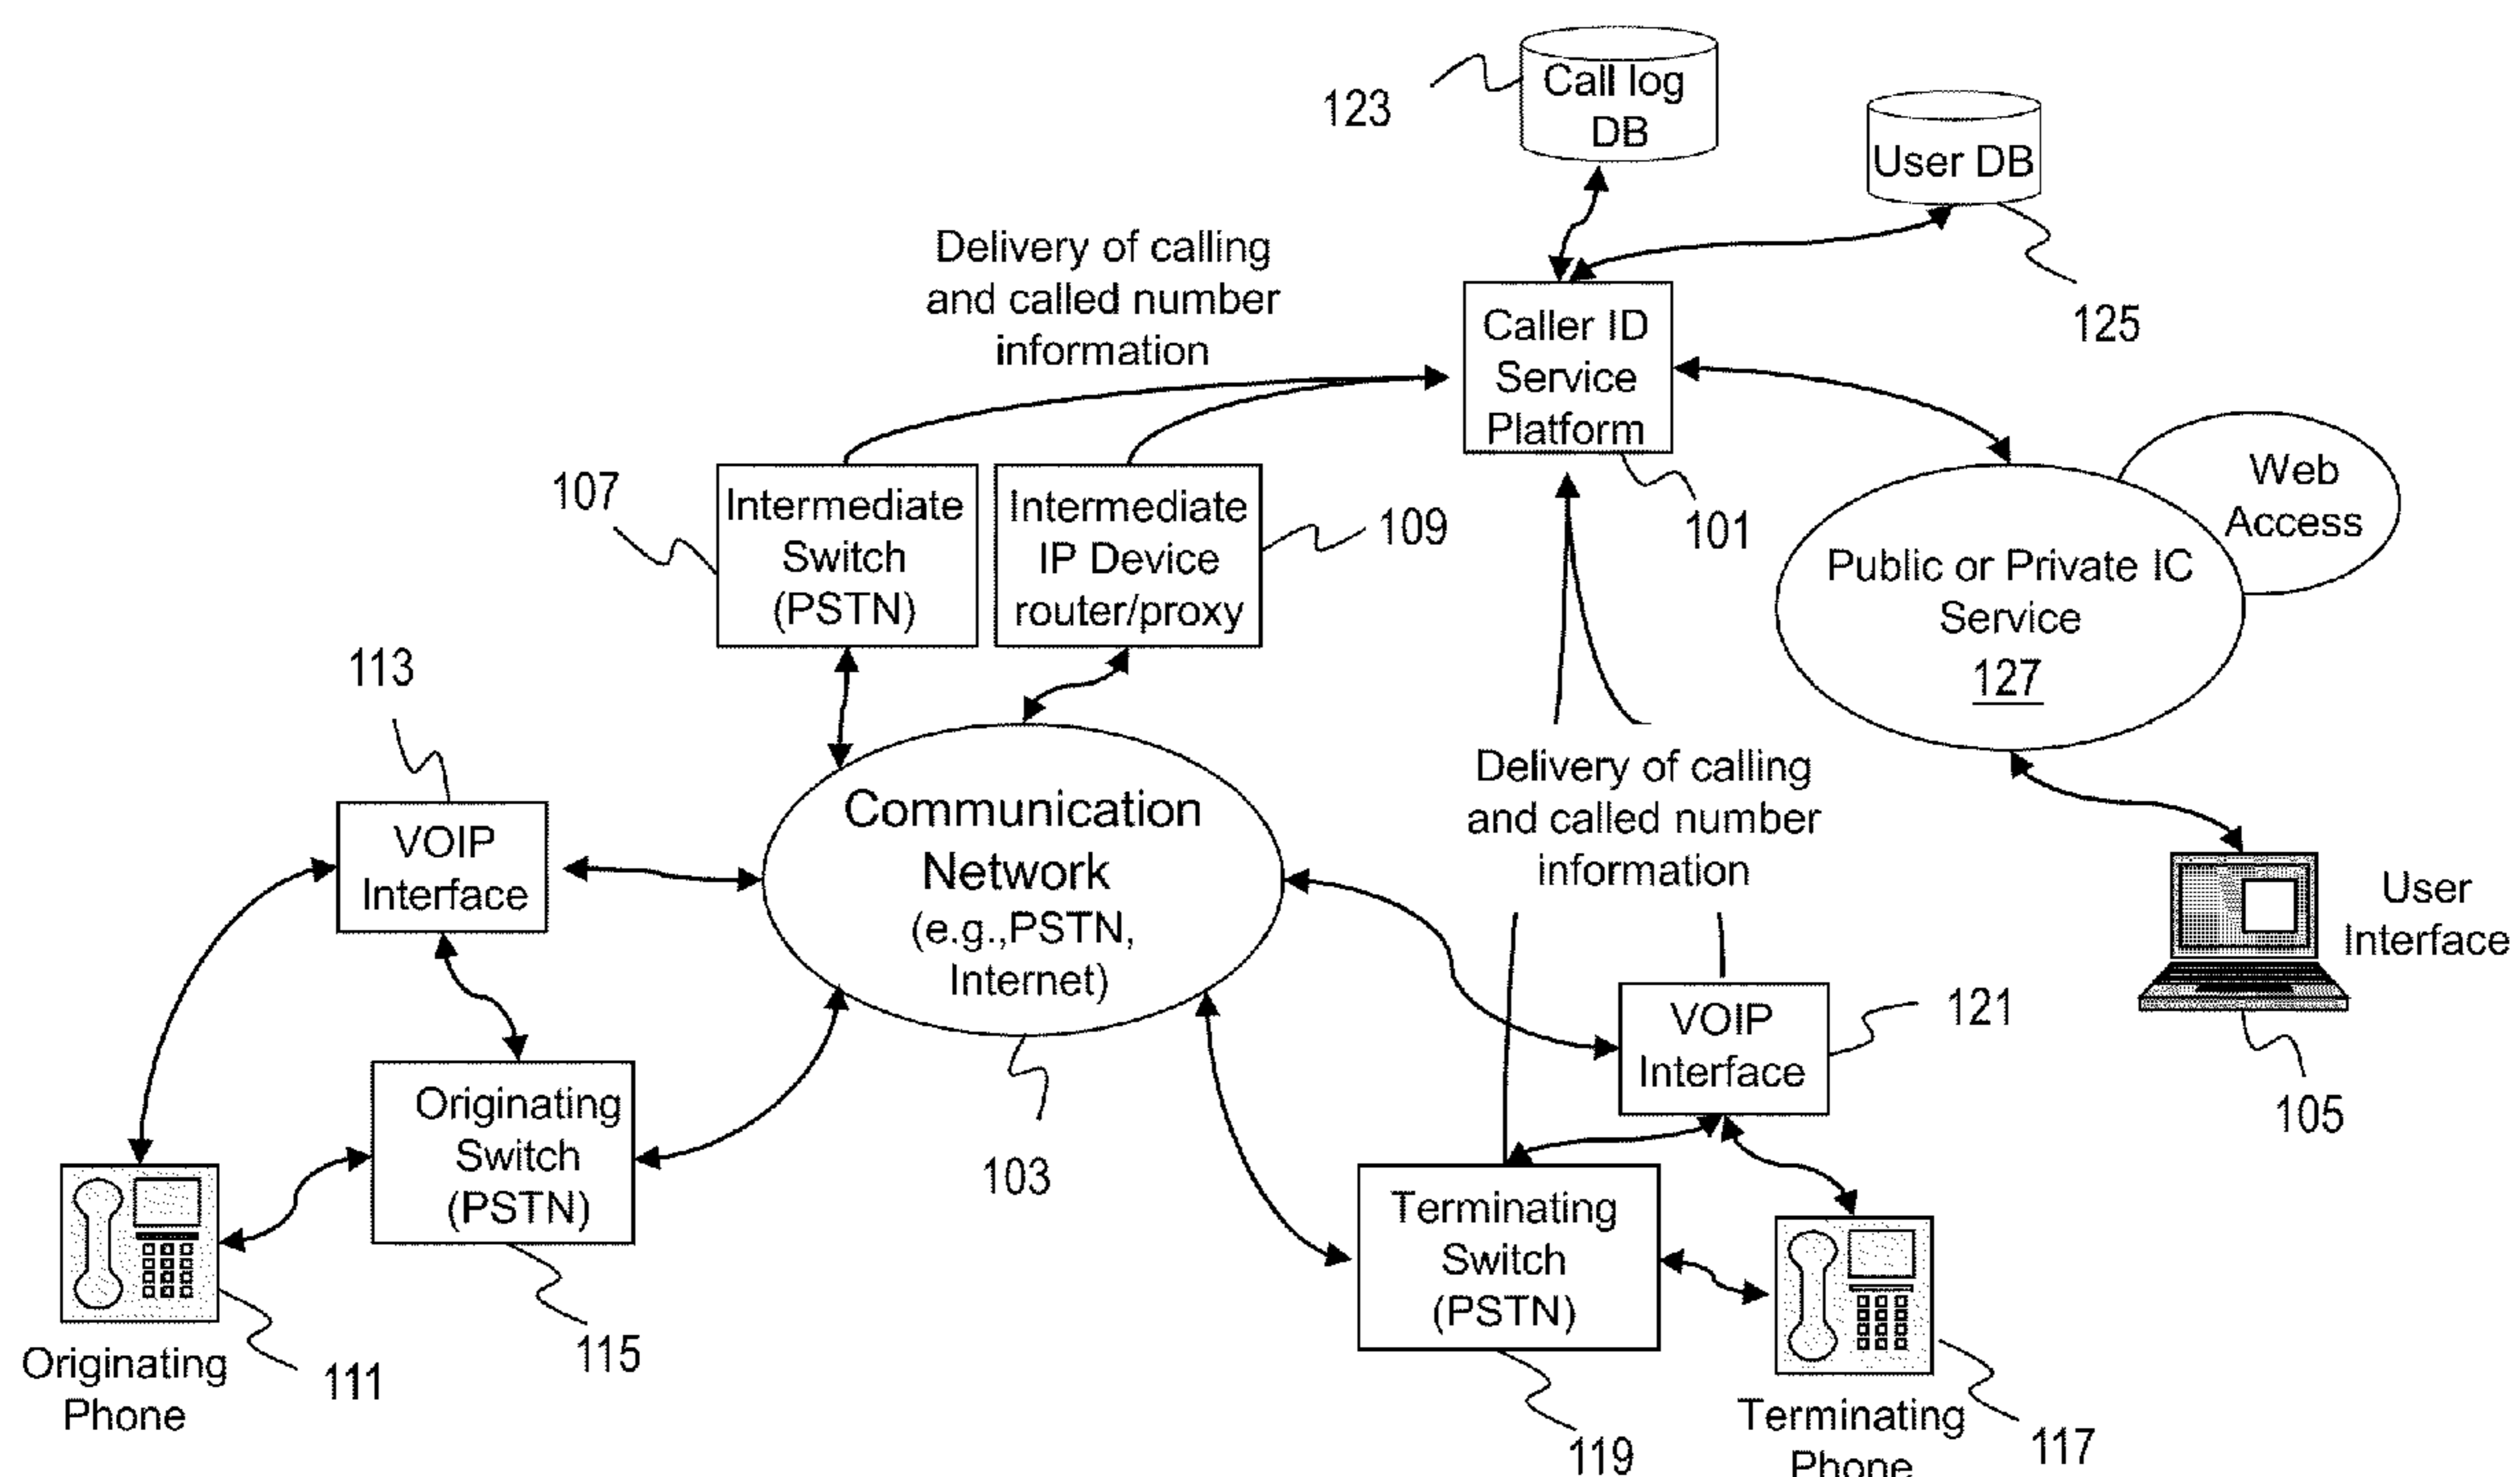 123
Call log
DB
User DB
125
Delivery of calling
and called number
information
Caller ID
Service
Platform
101
Web
Access
Public or Private IC
Service
127
107
Intermediate
Switch
(PSTN)
Intermediate
IP Device
router/proxy
109
113
VOIP
Interface
Communication
Network
(e.g.,PSTN,
Internet)
103
Delivery of calling
and called number
information
User
Interface
105
VOIP
Interface
121
Originating
Switch
(PSTN)
115
Originating
Phone
111
Terminating
Switch
(PSTN)
119
Terminating
Phone
117